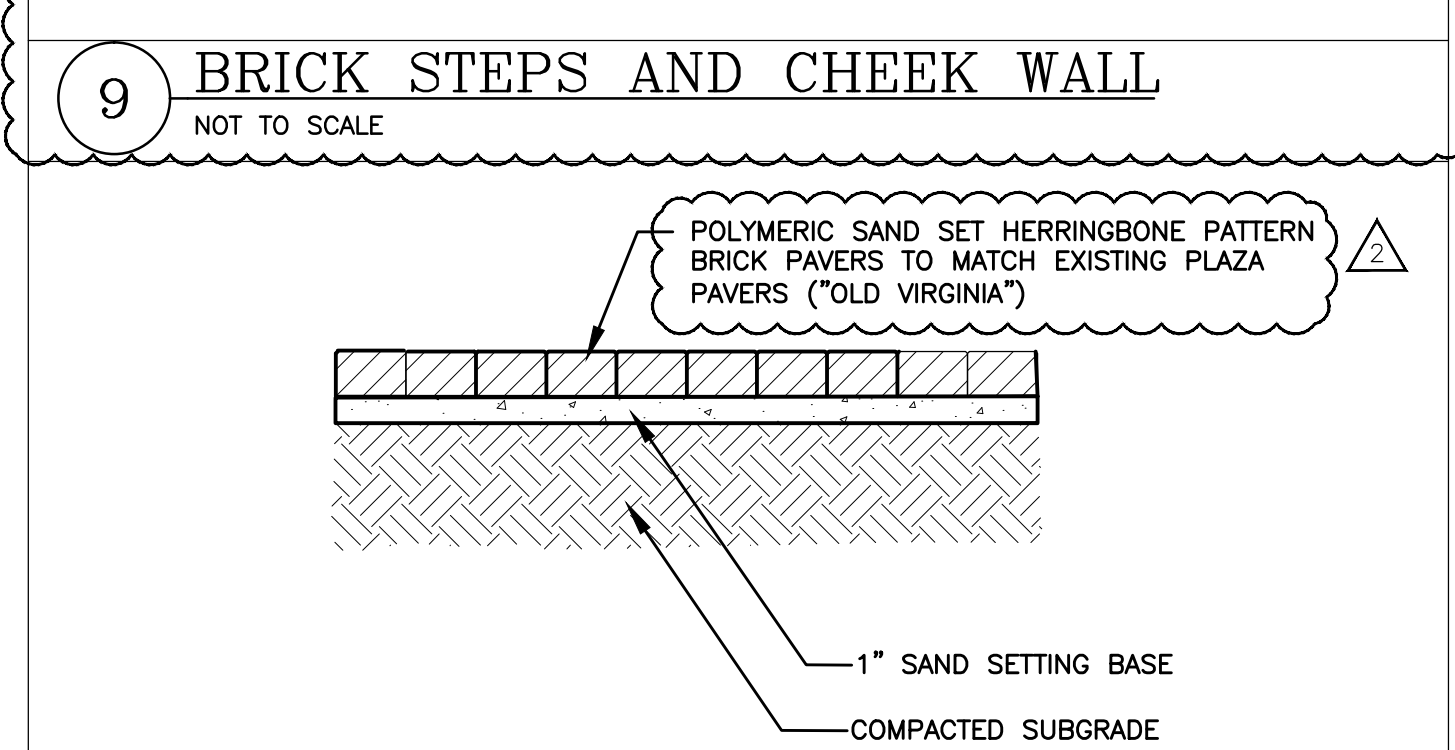 9
BRICK STEPS AND CHEEK WALL
NOT TO SCALE
POLYMERIC SAND SET HERRINGBONE PATTERN
BRICK PAVERS TO MATCH EXISTING PLAZA
PAVERS ("OLD VIRGINIA")
2
1" SAND SETTING BASE
COMPACTED SUBGRADE